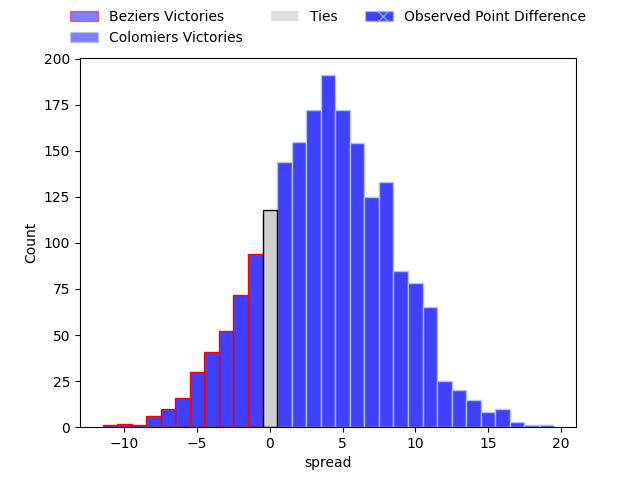 Beziers Victories
Colomiers Victories
Ties
Observed Point Difference
200
175
150
125
100
75
50
25
0
Count
−10
−5
0
5
10
15
20
spread